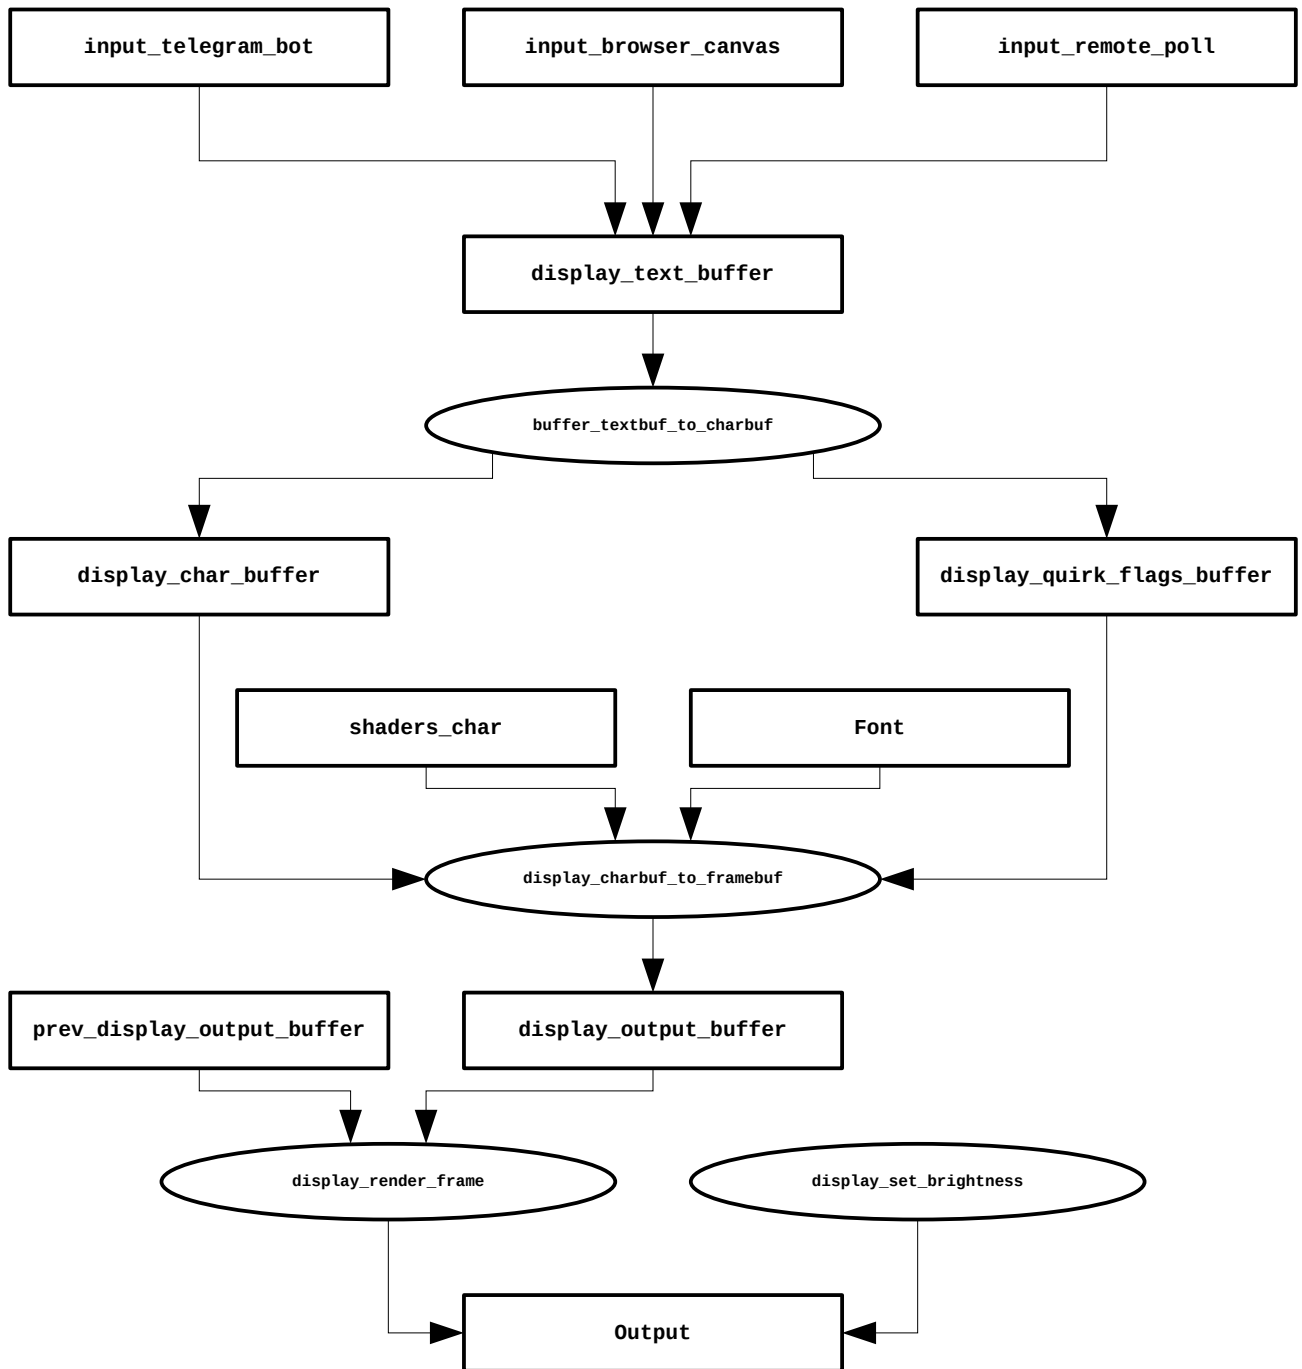 input_telegram_bot
input_browser_canvas
input_remote_poll
display_text_buffer
buffer_textbuf_to_charbuf
display_char_buffer
display_quirk_flags_buffer
shaders_char
Font
display_charbuf_to_framebuf
prev_display_output_buffer
display_output_buffer
display_render_frame
display_set_brightness
Output